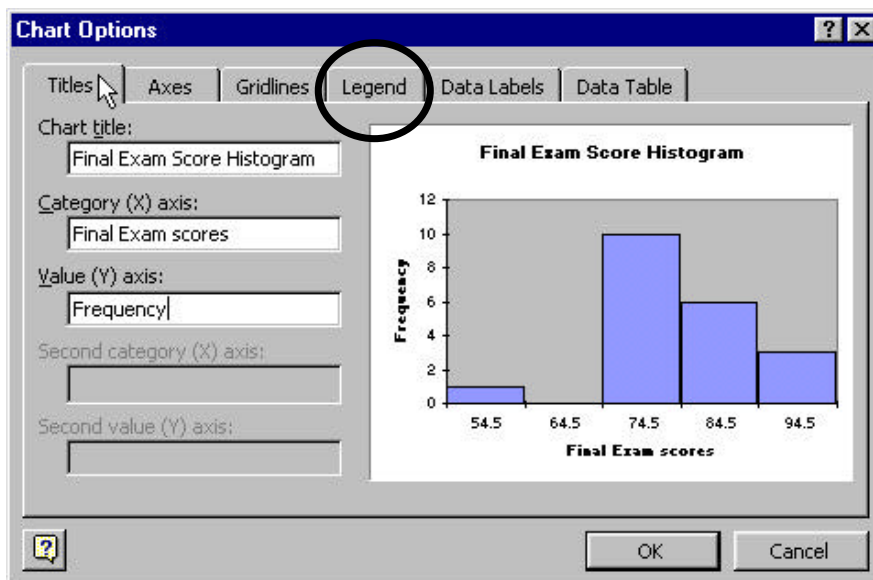 Chart Options
Titles Axes Gridlines Legend Data Labels Data Table
Chart title:
Final Exam Score Histogram
Category (X) axis:
Final Exam scores
Value (Y) axis:
Frequency
Second category (X) axis:
Second value (Y) axis:
Final Exam Score Histogram
Frequency
12
10
8
6
4
2
0
54.5 64.5 74.5 84.5 94.5
Final Exam scores
?
OK Cancel